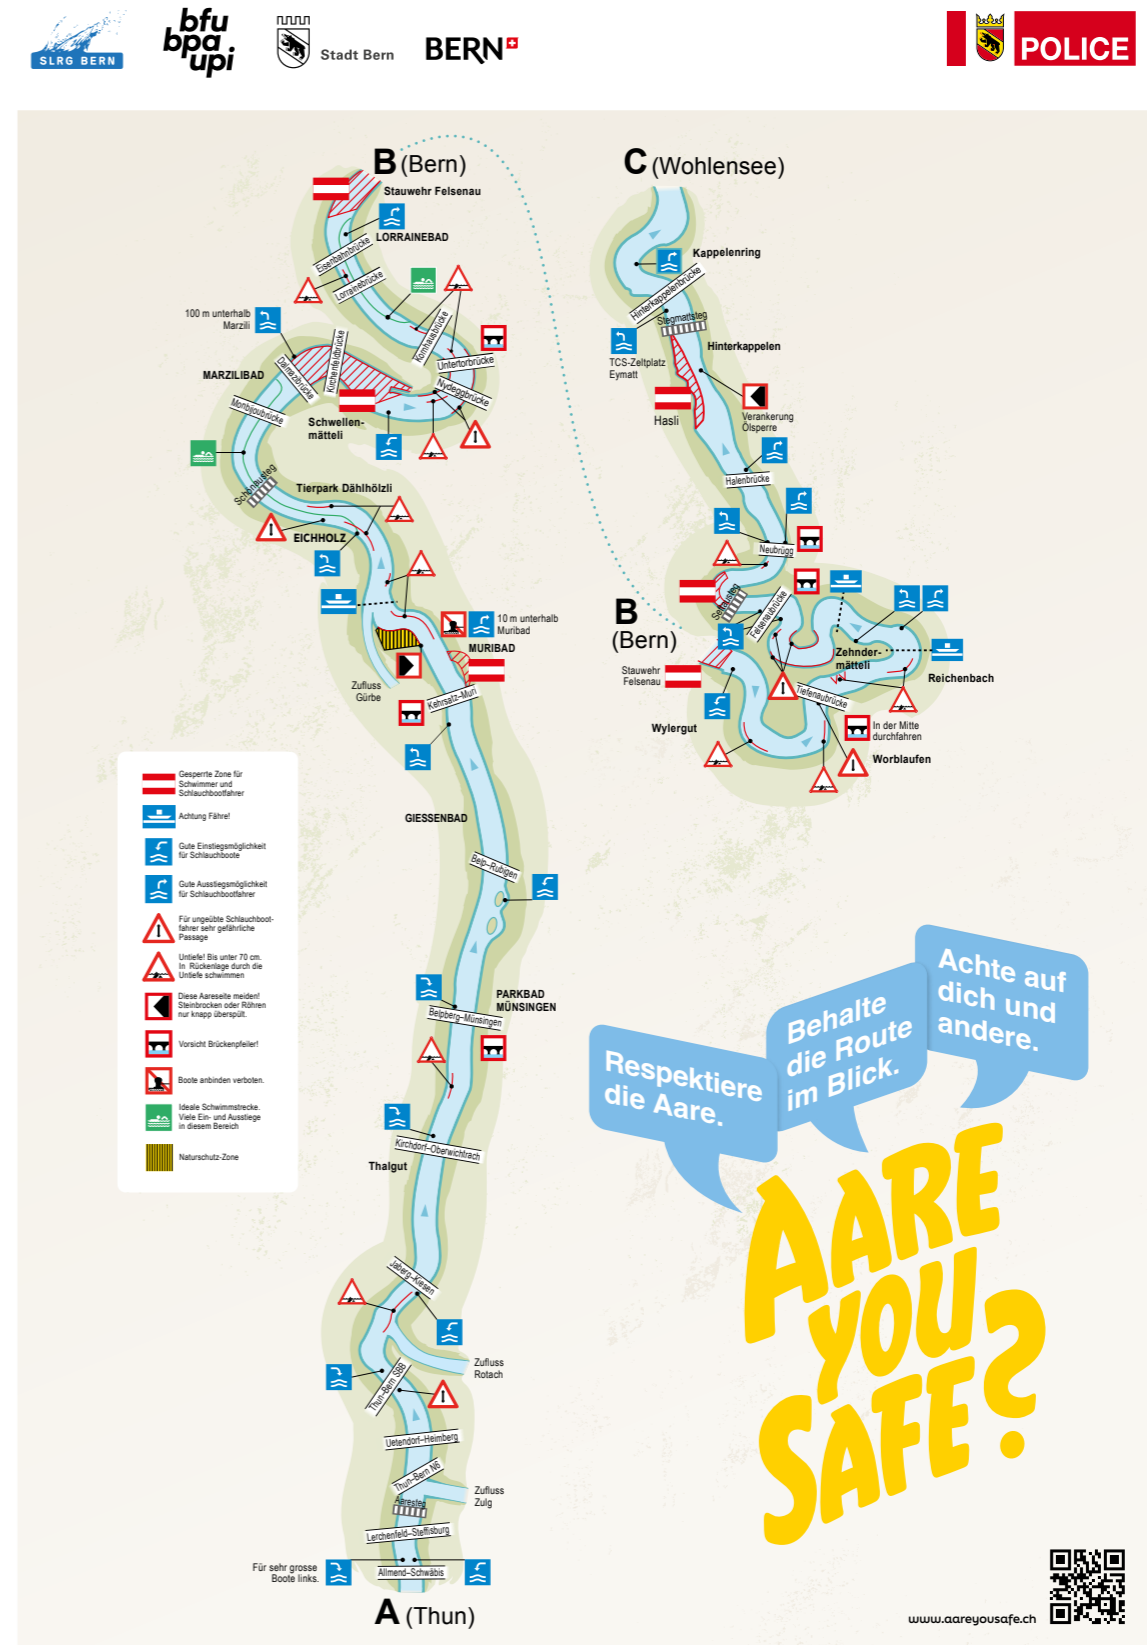 SLRG BERN
bfu
bpa
upi
Stadt Bern
BERN
POLICE
B (Bern)
Stauwehr Felsenau
LORRAINEBAD
Eisenbahnbrücke
Lorrainebrücke
100 m unterhalb
Marzili
Kornhausbrücke
Untertorbrücke
Nydeggbrücke
Kirchenfeldbrücke
Dalmazibrücke
MARZILIBAD
Monbijoubrücke
Schwellen-
mätteli
Schönausteg
Tierpark Dählhölzli
EICHHOLZ
10 m unterhalb
Muribad
MURIBAD
Zufluss
Gürbe
Kehrsatz–Muri
GIESSENBAD
Belp–Rubigen
PARKBAD
MÜNSINGEN
Belpberg–Münsingen
Kirchdorf–Oberwichtrach
Thalgut
Jaberg–Kiesen
Zufluss
Rotach
Thun–Bern SBB
Uetendorf–Heimberg
Thun–Bern N6
Zufluss
Zulg
Aaresteg
Lerchenfeld–Steffisburg
Für sehr grosse
Boote links.
Allmend–Schwäbis
A (Thun)
C (Wohlensee)
Kappelenring
Hinterkappelenbrücke
Stegmattsteg
TCS-Zeltplatz
Eymatt
Hinterkappelen
Hasli
Verankerung
Ölsperre
Halenbrücke
Neubrügg
Seftausteg
Felsenaubrücke
B
(Bern)
Stauwehr
Felsenau
Zehnder-
mätteli
Reichenbach
Tiefenaubrücke
Wylergut
In der Mitte
durchfahren
Worblaufen
Gesperrte Zone für
Schwimmer und
Schlauchbootfahrer
Achtung Fähre!
Gute Einstiegsmöglichkeit
für Schlauchboote
Gute Ausstiegsmöglichkeit
für Schlauchbootfahrer
Für ungeübte Schlauchboot-
fahrer sehr gefährliche
Passage
Untiefe! Bis unter 70 cm.
In Rückenlage durch die
Untiefe schwimmen
Diese Aareseite meiden!
Steinbrocken oder Röhren
nur knapp überspült.
Vorsicht Brückenpfeiler!
Boote anbinden verboten.
Ideale Schwimmstrecke.
Viele Ein- und Ausstiege
in diesem Bereich
Naturschutz-Zone
Respektiere
die Aare.
Behalte
die Route
im Blick.
Achte auf
dich und
andere.
AARE
YOU
SAFE?
www.aareyousafe.ch